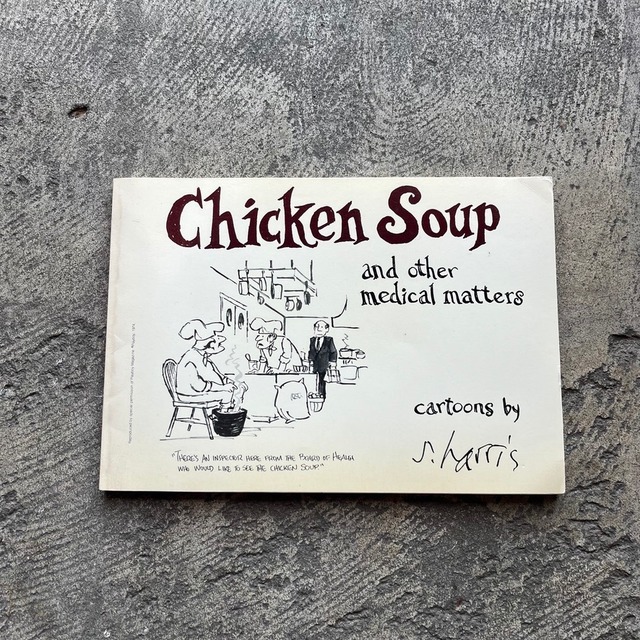 Chicken Soup
and other
medical matters
REG.
cartoons by
s. harris
"THERE'S AN INSPECTOR HERE FROM THE BOARD OF HEALTH
WHO WOULD LIKE TO SEE THE CHICKEN SOUP."